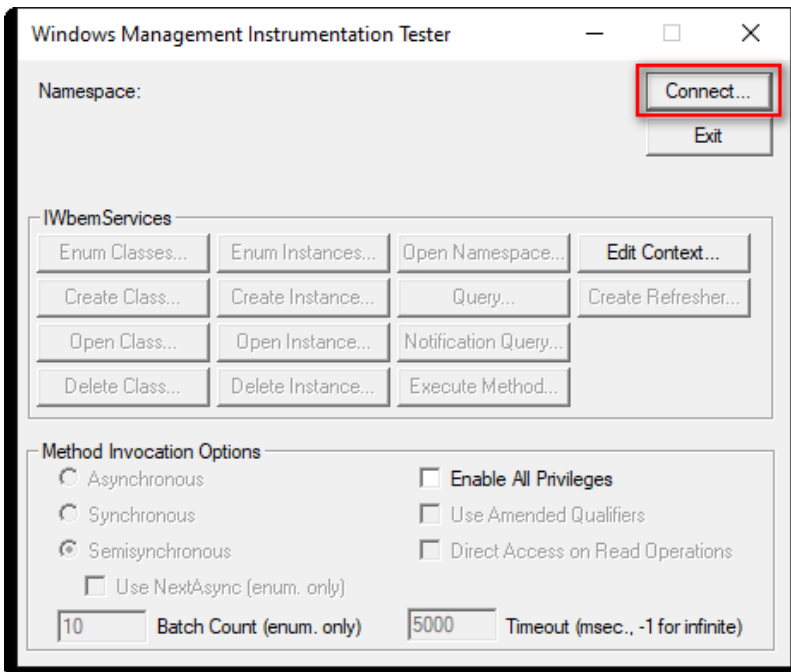 Windows Management Instrumentation Tester
Namespace:
Connect...
Exit
IWbemServices
Enum Classes... Enum Instances... Open Namespace... Edit Context...
Create Class... Create Instance... Query... Create Refresher...
Open Class... Open Instance... Notification Query...
Delete Class... Delete Instance... Execute Method...
Method Invocation Options
Asynchronous Enable All Privileges
Synchronous Use Amended Qualifiers
Semisynchronous Direct Access on Read Operations
Use NextAsync (enum. only)
10 Batch Count (enum. only) 5000 Timeout (msec., -1 for infinite)